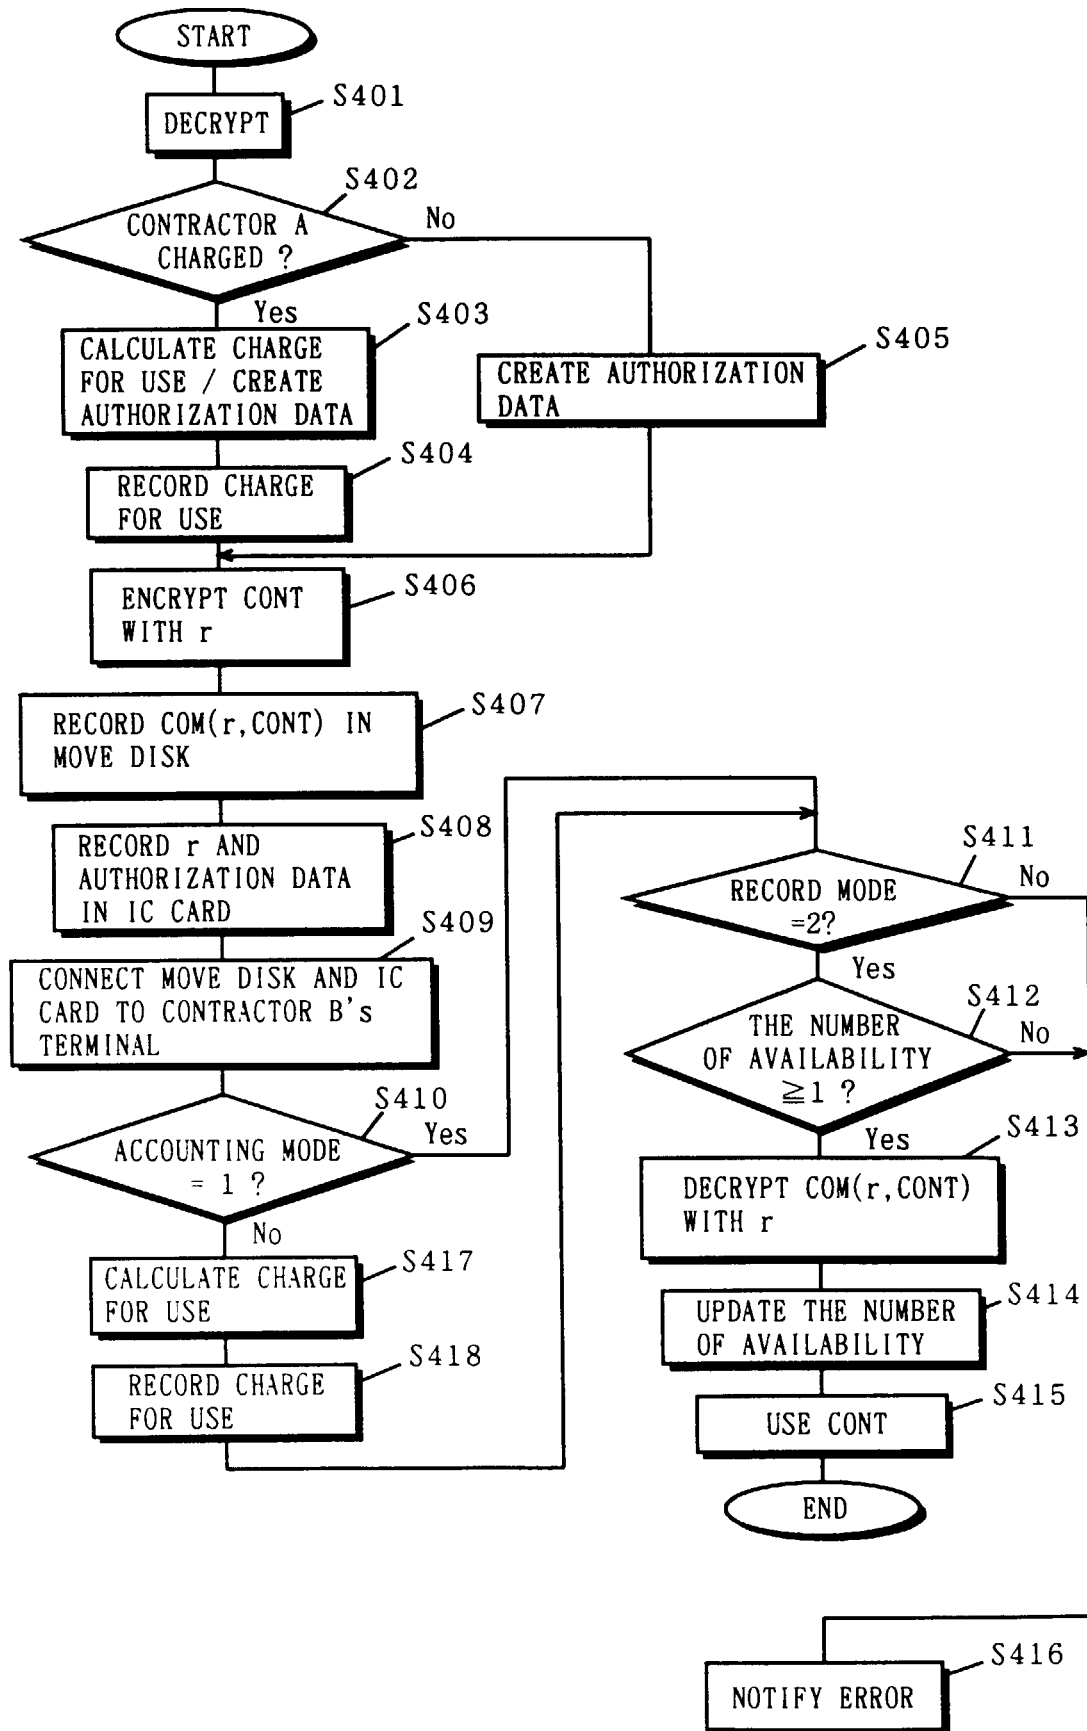 START
S401
DECRYPT
S402
CONTRACTOR A
CHARGED ?
No
Yes
S403
CALCULATE CHARGE
FOR USE / CREATE
AUTHORIZATION DATA
S405
CREATE AUTHORIZATION
DATA
S404
RECORD CHARGE
FOR USE
S406
ENCRYPT CONT
WITH r
S407
RECORD COM(r,CONT) IN
MOVE DISK
S408
RECORD r AND
AUTHORIZATION DATA
IN IC CARD
S409
CONNECT MOVE DISK AND IC
CARD TO CONTRACTOR B's
TERMINAL
S410
ACCOUNTING MODE
= 1 ?
Yes
No
S417
CALCULATE CHARGE
FOR USE
S418
RECORD CHARGE
FOR USE
S411
RECORD MODE
=2?
No
Yes
S412
THE NUMBER
OF AVAILABILITY
≧1 ?
No
Yes
S413
DECRYPT COM(r,CONT)
WITH r
S414
UPDATE THE NUMBER
OF AVAILABILITY
S415
USE CONT
END
S416
NOTIFY ERROR